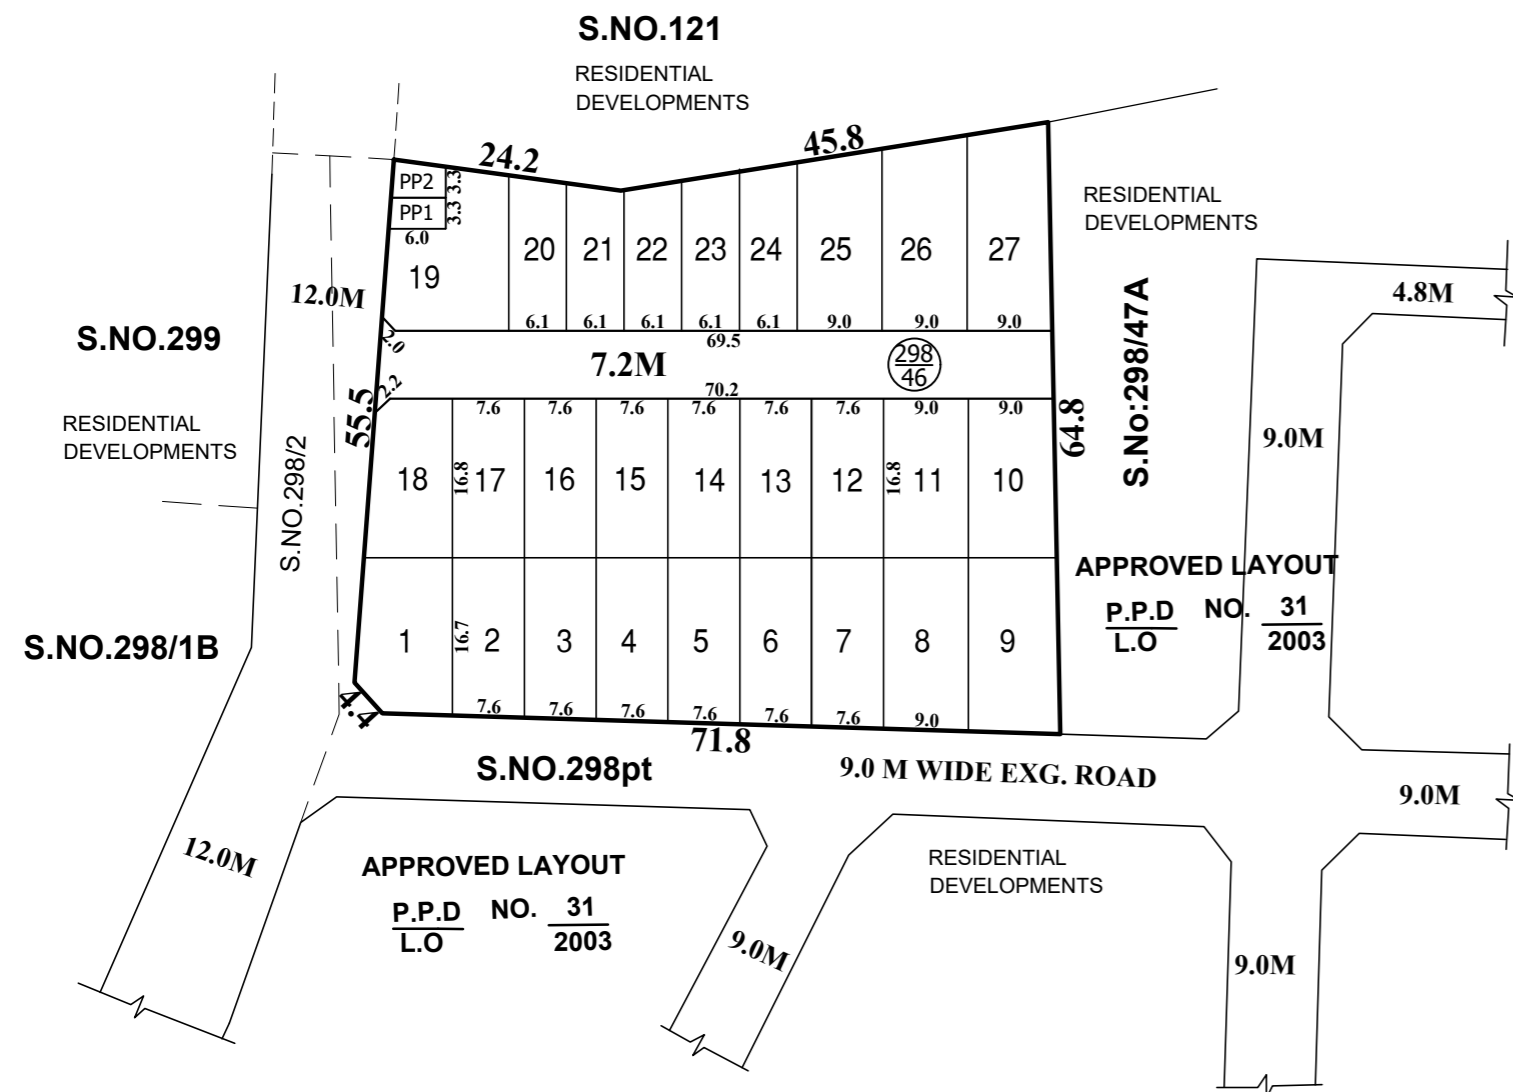 S.NO.121
RESIDENTIAL
DEVELOPMENTS
24.2
45.8
PP2
3.3
PP1
3.3
6.0
19
20
21
22
23
24
25
26
27
RESIDENTIAL
DEVELOPMENTS
12.0M
4.8M
S.NO.299
6.1
6.1
6.1
6.1
6.1
9.0
9.0
9.0
2.0
69.5
7.2M
298
46
S.No:298/47A
2.2
70.2
55.5
64.8
RESIDENTIAL
DEVELOPMENTS
7.6
7.6
7.6
7.6
7.6
7.6
9.0
9.0
9.0M
S.NO.298/2
18
16.8
17
16
15
14
13
12
16.8
11
10
APPROVED LAYOUT
P.P.D NO. 31
L.O 2003
S.NO.298/1B
1
16.7
2
3
4
5
6
7
8
9
4.4
7.6
7.6
7.6
7.6
7.6
7.6
9.0
71.8
S.NO.298pt
9.0 M WIDE EXG. ROAD
9.0M
12.0M
APPROVED LAYOUT
P.P.D NO. 31
L.O 2003
RESIDENTIAL
DEVELOPMENTS
9.0M
9.0M